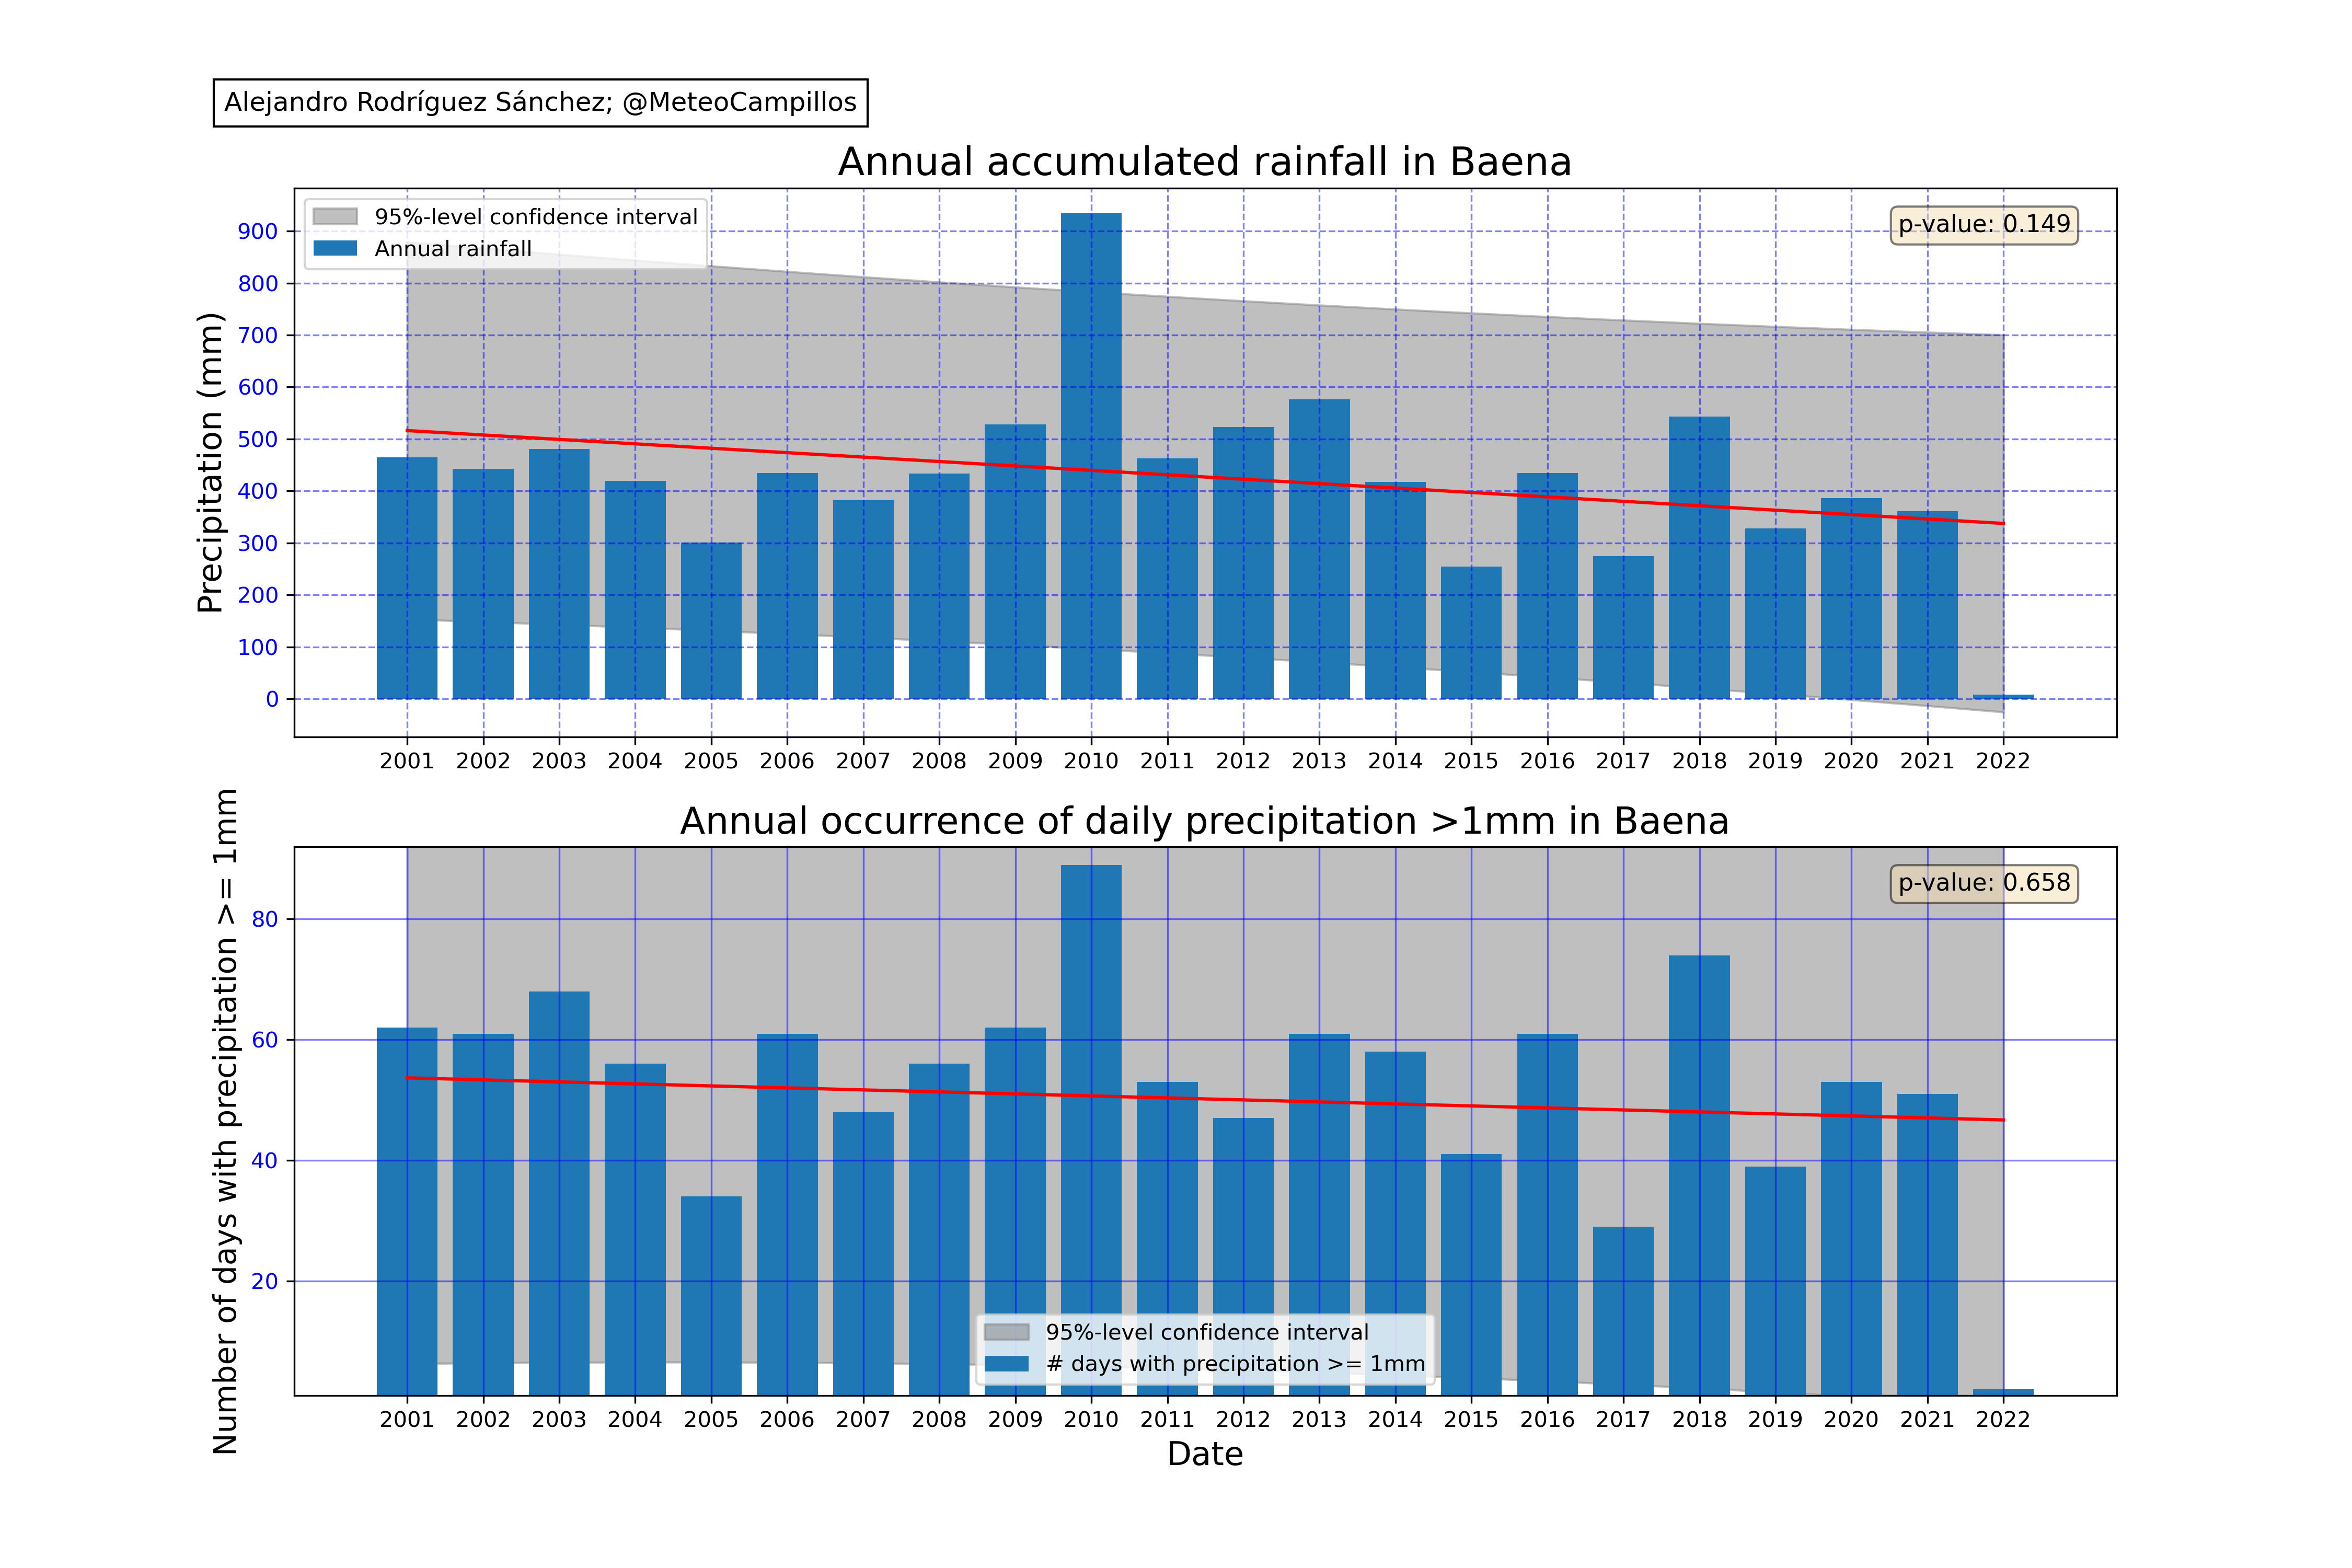 Alejandro Rodríguez Sánchez; @MeteoCampillos
Annual accumulated rainfall in Baena
95%-level confidence interval
Annual rainfall
p-value: 0.149
Precipitation (mm)
900
800
700
600
500
400
300
200
100
0
2001 2002 2003 2004 2005 2006 2007 2008 2009 2010 2011 2012 2013 2014 2015 2016 2017 2018 2019 2020 2021 2022
Annual occurrence of daily precipitation >1mm in Baena
p-value: 0.658
Number of days with precipitation >= 1mm
80
60
40
20
95%-level confidence interval
# days with precipitation >= 1mm
2001 2002 2003 2004 2005 2006 2007 2008 2009 2010 2011 2012 2013 2014 2015 2016 2017 2018 2019 2020 2021 2022
Date